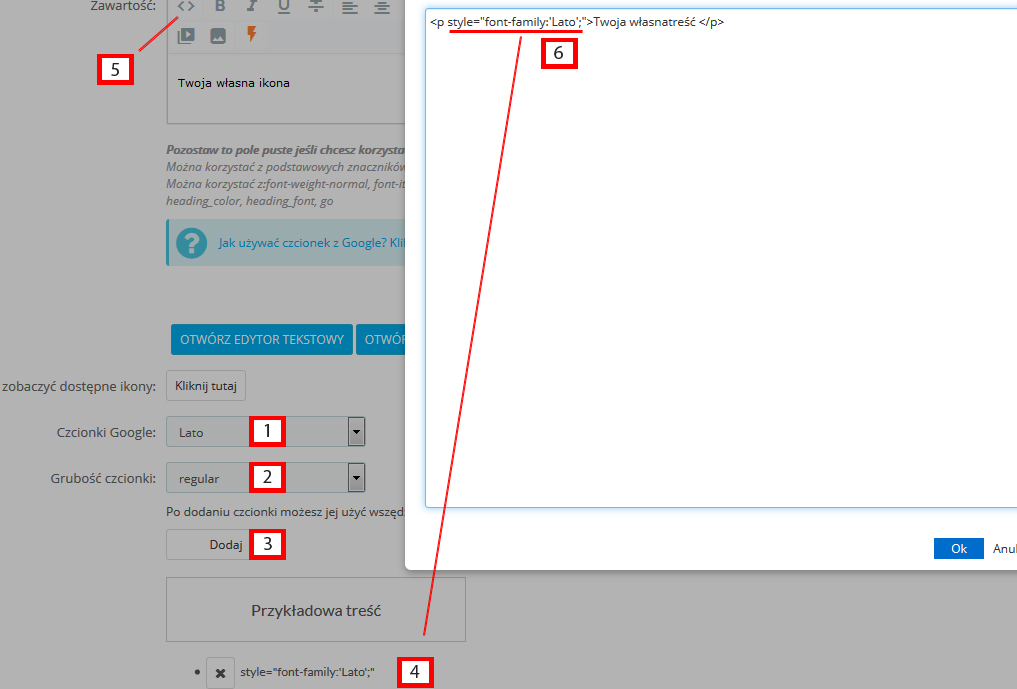 Zawartość:
<> B I U
5
Twoja własna ikona
Pozostaw to pole puste jeśli chcesz korzysta
Można korzystać z podstawowych znaczników
Można korzystać z:font-weight-normal, font-it
heading_color, heading_font, go
? Jak używać czcionek z Google? Kli
OTWÓRZ EDYTOR TEKSTOWY OTWÓR
zobaczyć dostępne ikony: Kliknij tutaj
Czcionki Google: Lato 1
Grubość czcionki: regular 2
Po dodaniu czcionki możesz jej użyć wszęd
Dodaj 3
Przykładowa treść
style="font-family:'Lato';" 4
<p style="font-family:'Lato';">Twoja własnatreść </p>
6
Ok Anul